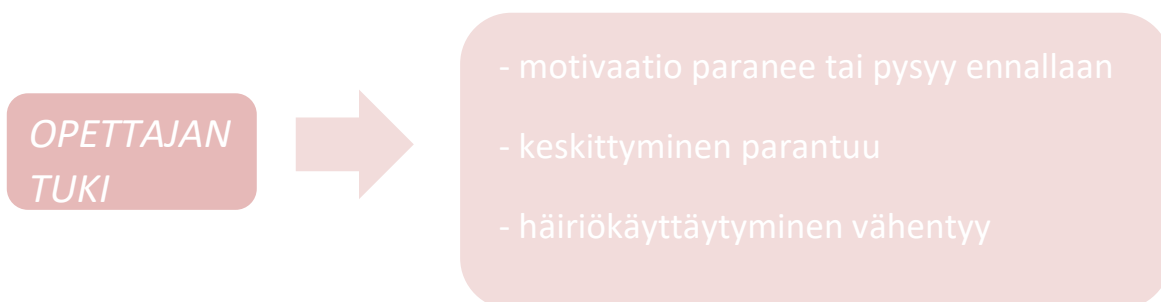 OPETTAJAN
TUKI
- motivaatio paranee tai pysyy ennallaan
- keskittyminen parantuu
- häiriökäyttäytyminen vähentyy